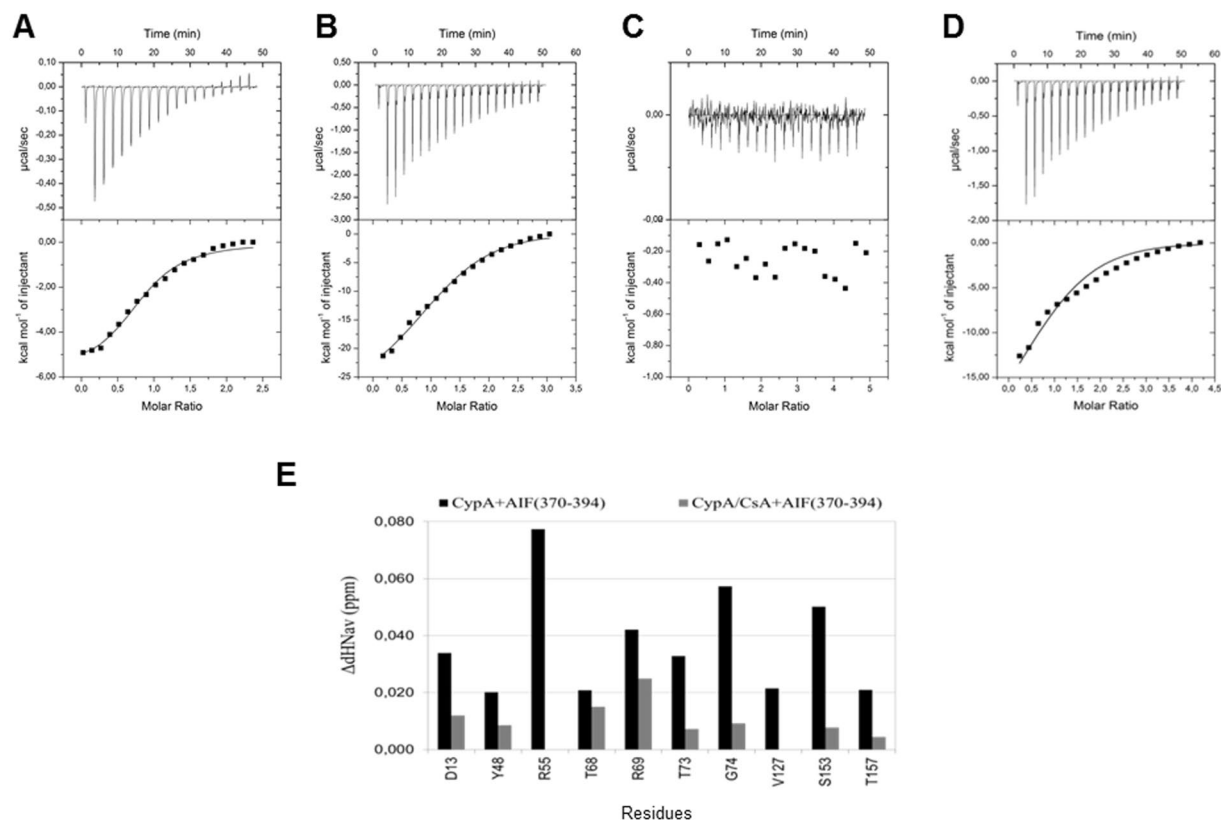 A
Time (min)
0 10 20 30 40 50
0,10
0,00
-0,10
-0,20
-0,30
-0,40
-0,50
µcal/sec
0,00
-2,00
-4,00
-6,00
kcal mol⁻¹ of injectant
0,0 0,5 1,0 1,5 2,0 2,5
Molar Ratio
B
Time (min)
0 10 20 30 40 50 60
0,50
0,00
-0,50
-1,00
-1,50
-2,00
-2,50
-3,00
µcal/sec
0
-5
-10
-15
-20
-25
kcal mol⁻¹ of injectant
0,0 0,5 1,0 1,5 2,0 2,5 3,0 3,5
Molar Ratio
C
Time (min)
0 10 20 30 40 50
0,00
µcal/sec
-0,20
-0,40
-0,60
-0,80
-1,00
kcal mol⁻¹ of injectant
0 1 2 3 4 5
Molar Ratio
D
Time (min)
0 10 20 30 40 50 60
0,00
-0,50
-1,00
-1,50
-2,00
µcal/sec
0,00
-5,00
-10,00
-15,00
kcal mol⁻¹ of injectant
0,0 0,5 1,0 1,5 2,0 2,5 3,0 3,5 4,0 4,5
Molar Ratio
E
CypA+AIF(370-394) CypA/CsA+AIF(370-394)
0,080
0,060
0,040
0,020
0,000
ΔdHNav (ppm)
D13 Y48 R55 T68 R69 T73 G74 V127 S153 T157
Residues